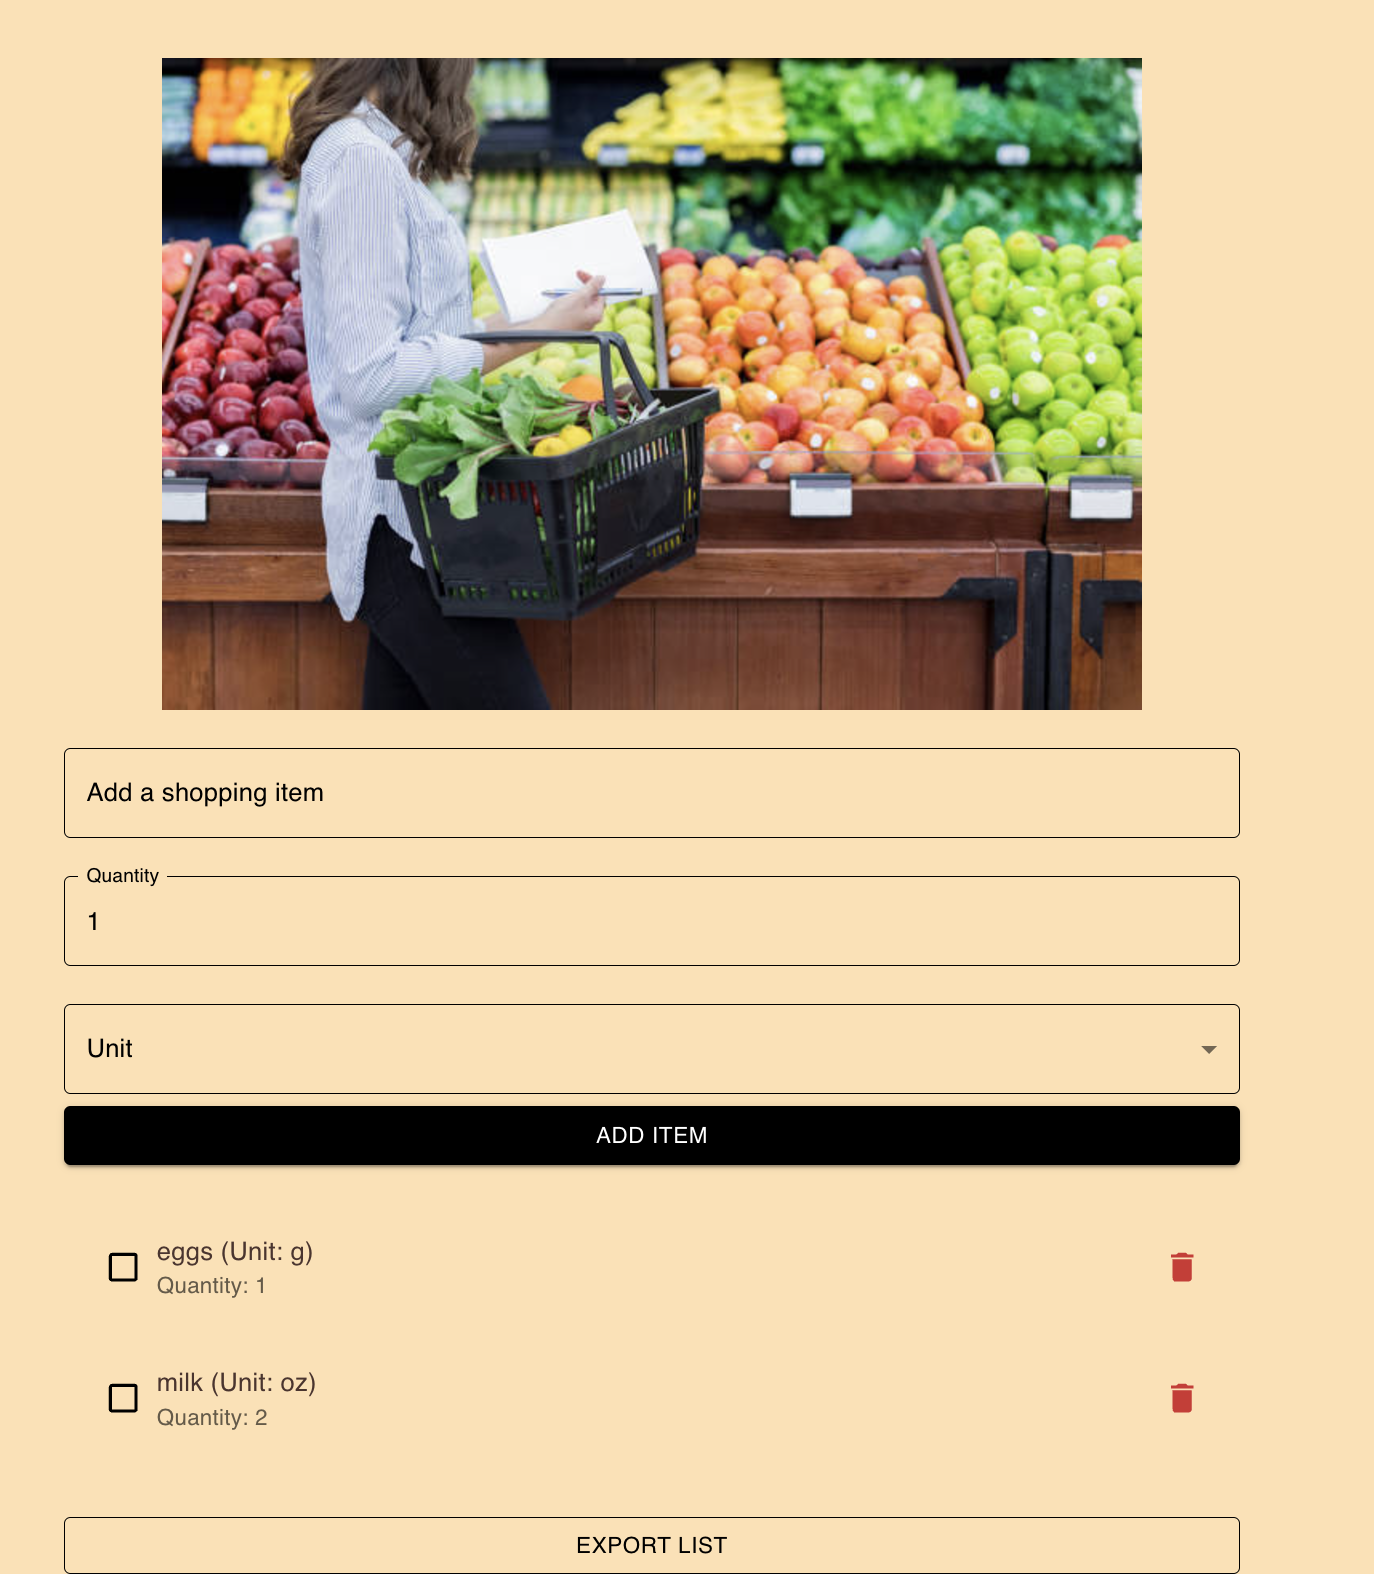 Add a shopping item
Quantity
1
Unit
ADD ITEM
eggs (Unit: g)
Quantity: 1
milk (Unit: oz)
Quantity: 2
EXPORT LIST